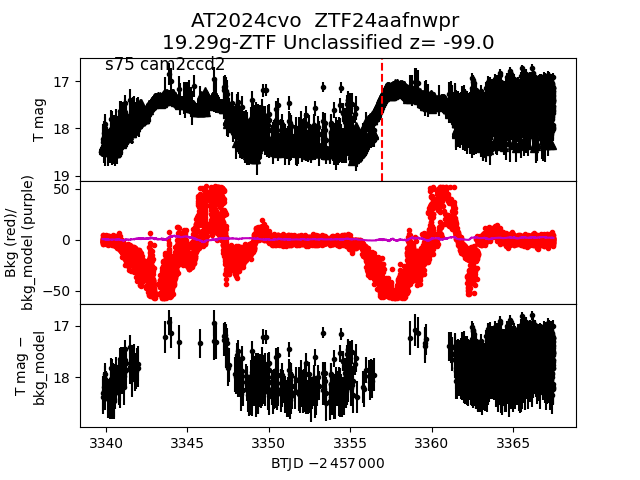 AT2024cvo  ZTF24aafnwpr
19.29g-ZTF Unclassified z= -99.0
s75 cam2ccd2
T mag
17
18
19
Bkg (red)/
bkg_model (purple)
50
0
−50
T mag −
bkg_model
17
18
3340
3345
3350
3355
3360
3365
BTJD −2 457 000